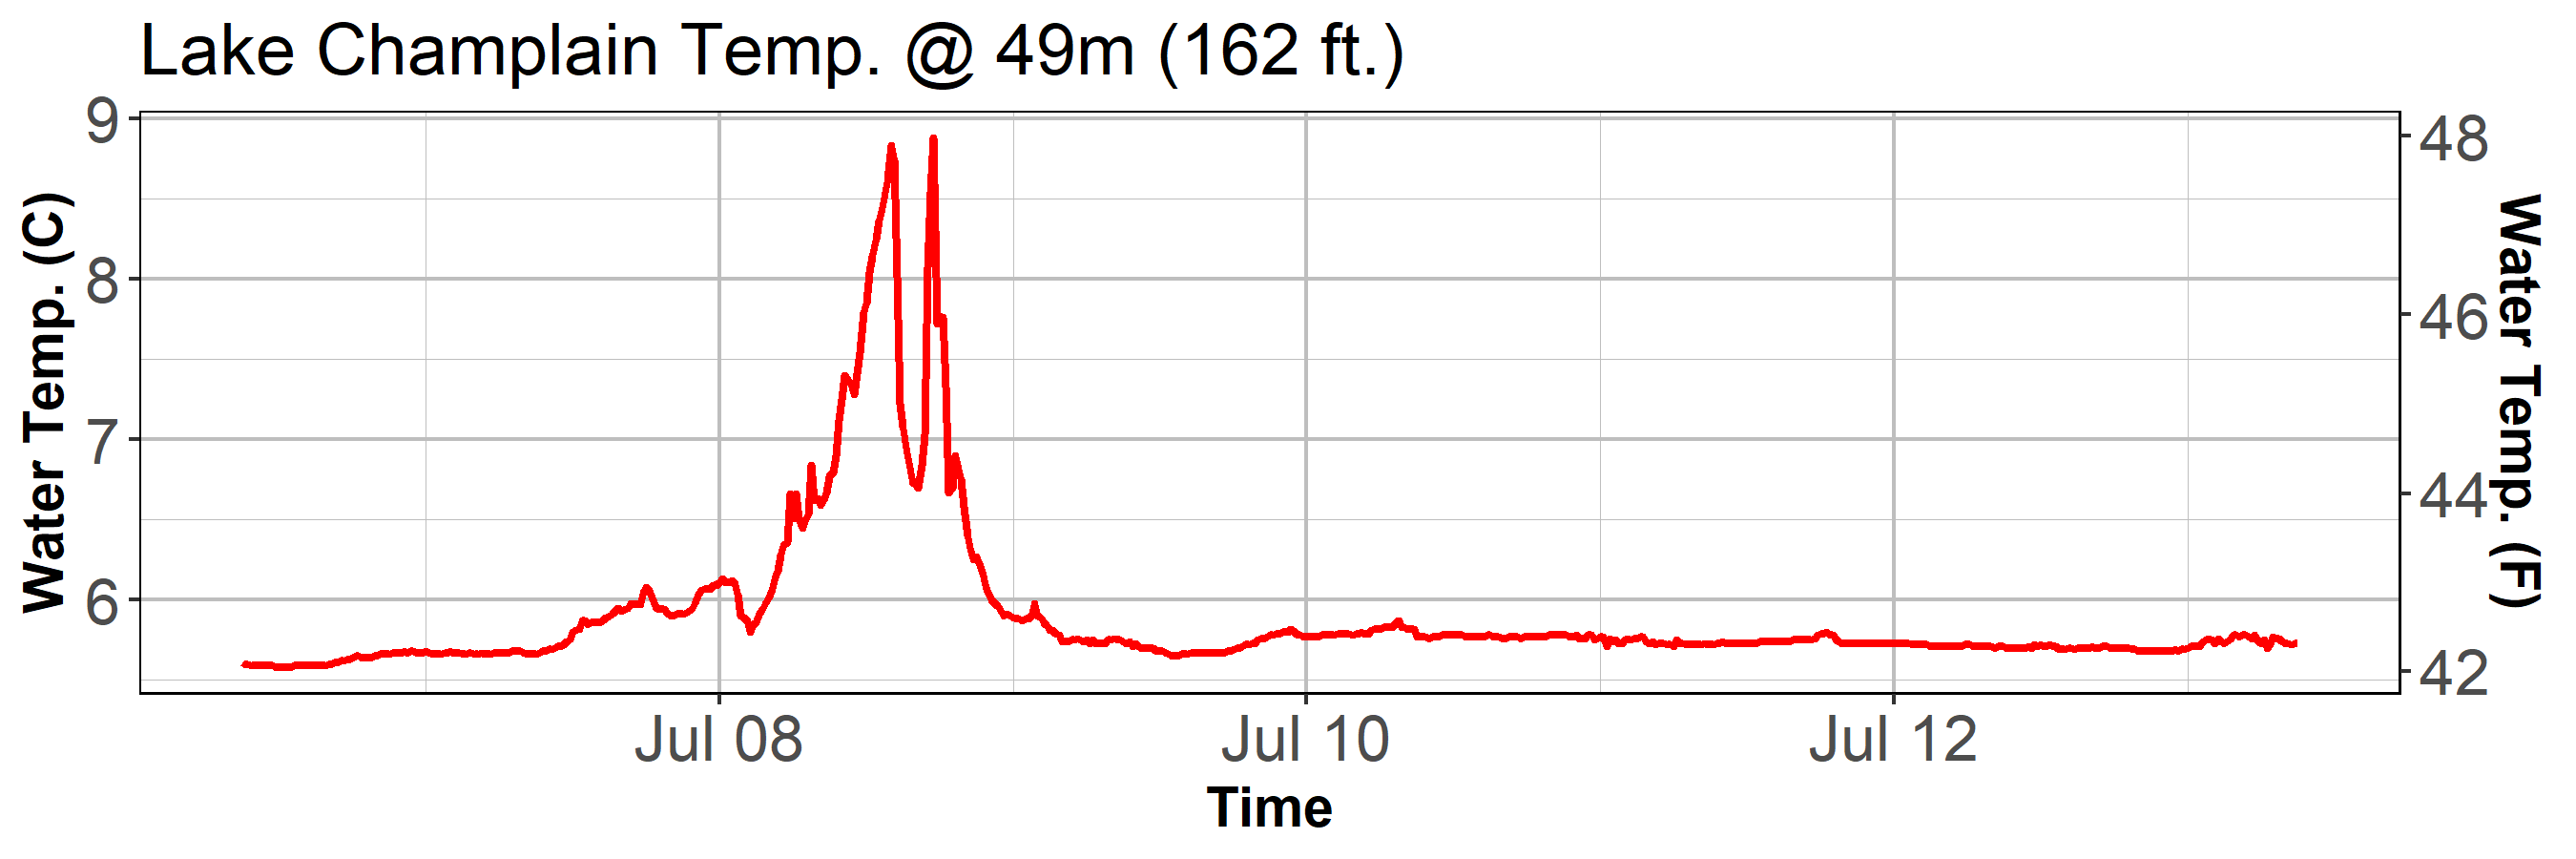 Lake Champlain Temp. @ 49m (162 ft.)
Water Temp. (C)
9
8
7
6
48
46
44
42
Water Temp. (F)
Jul 08
Jul 10
Jul 12
Time